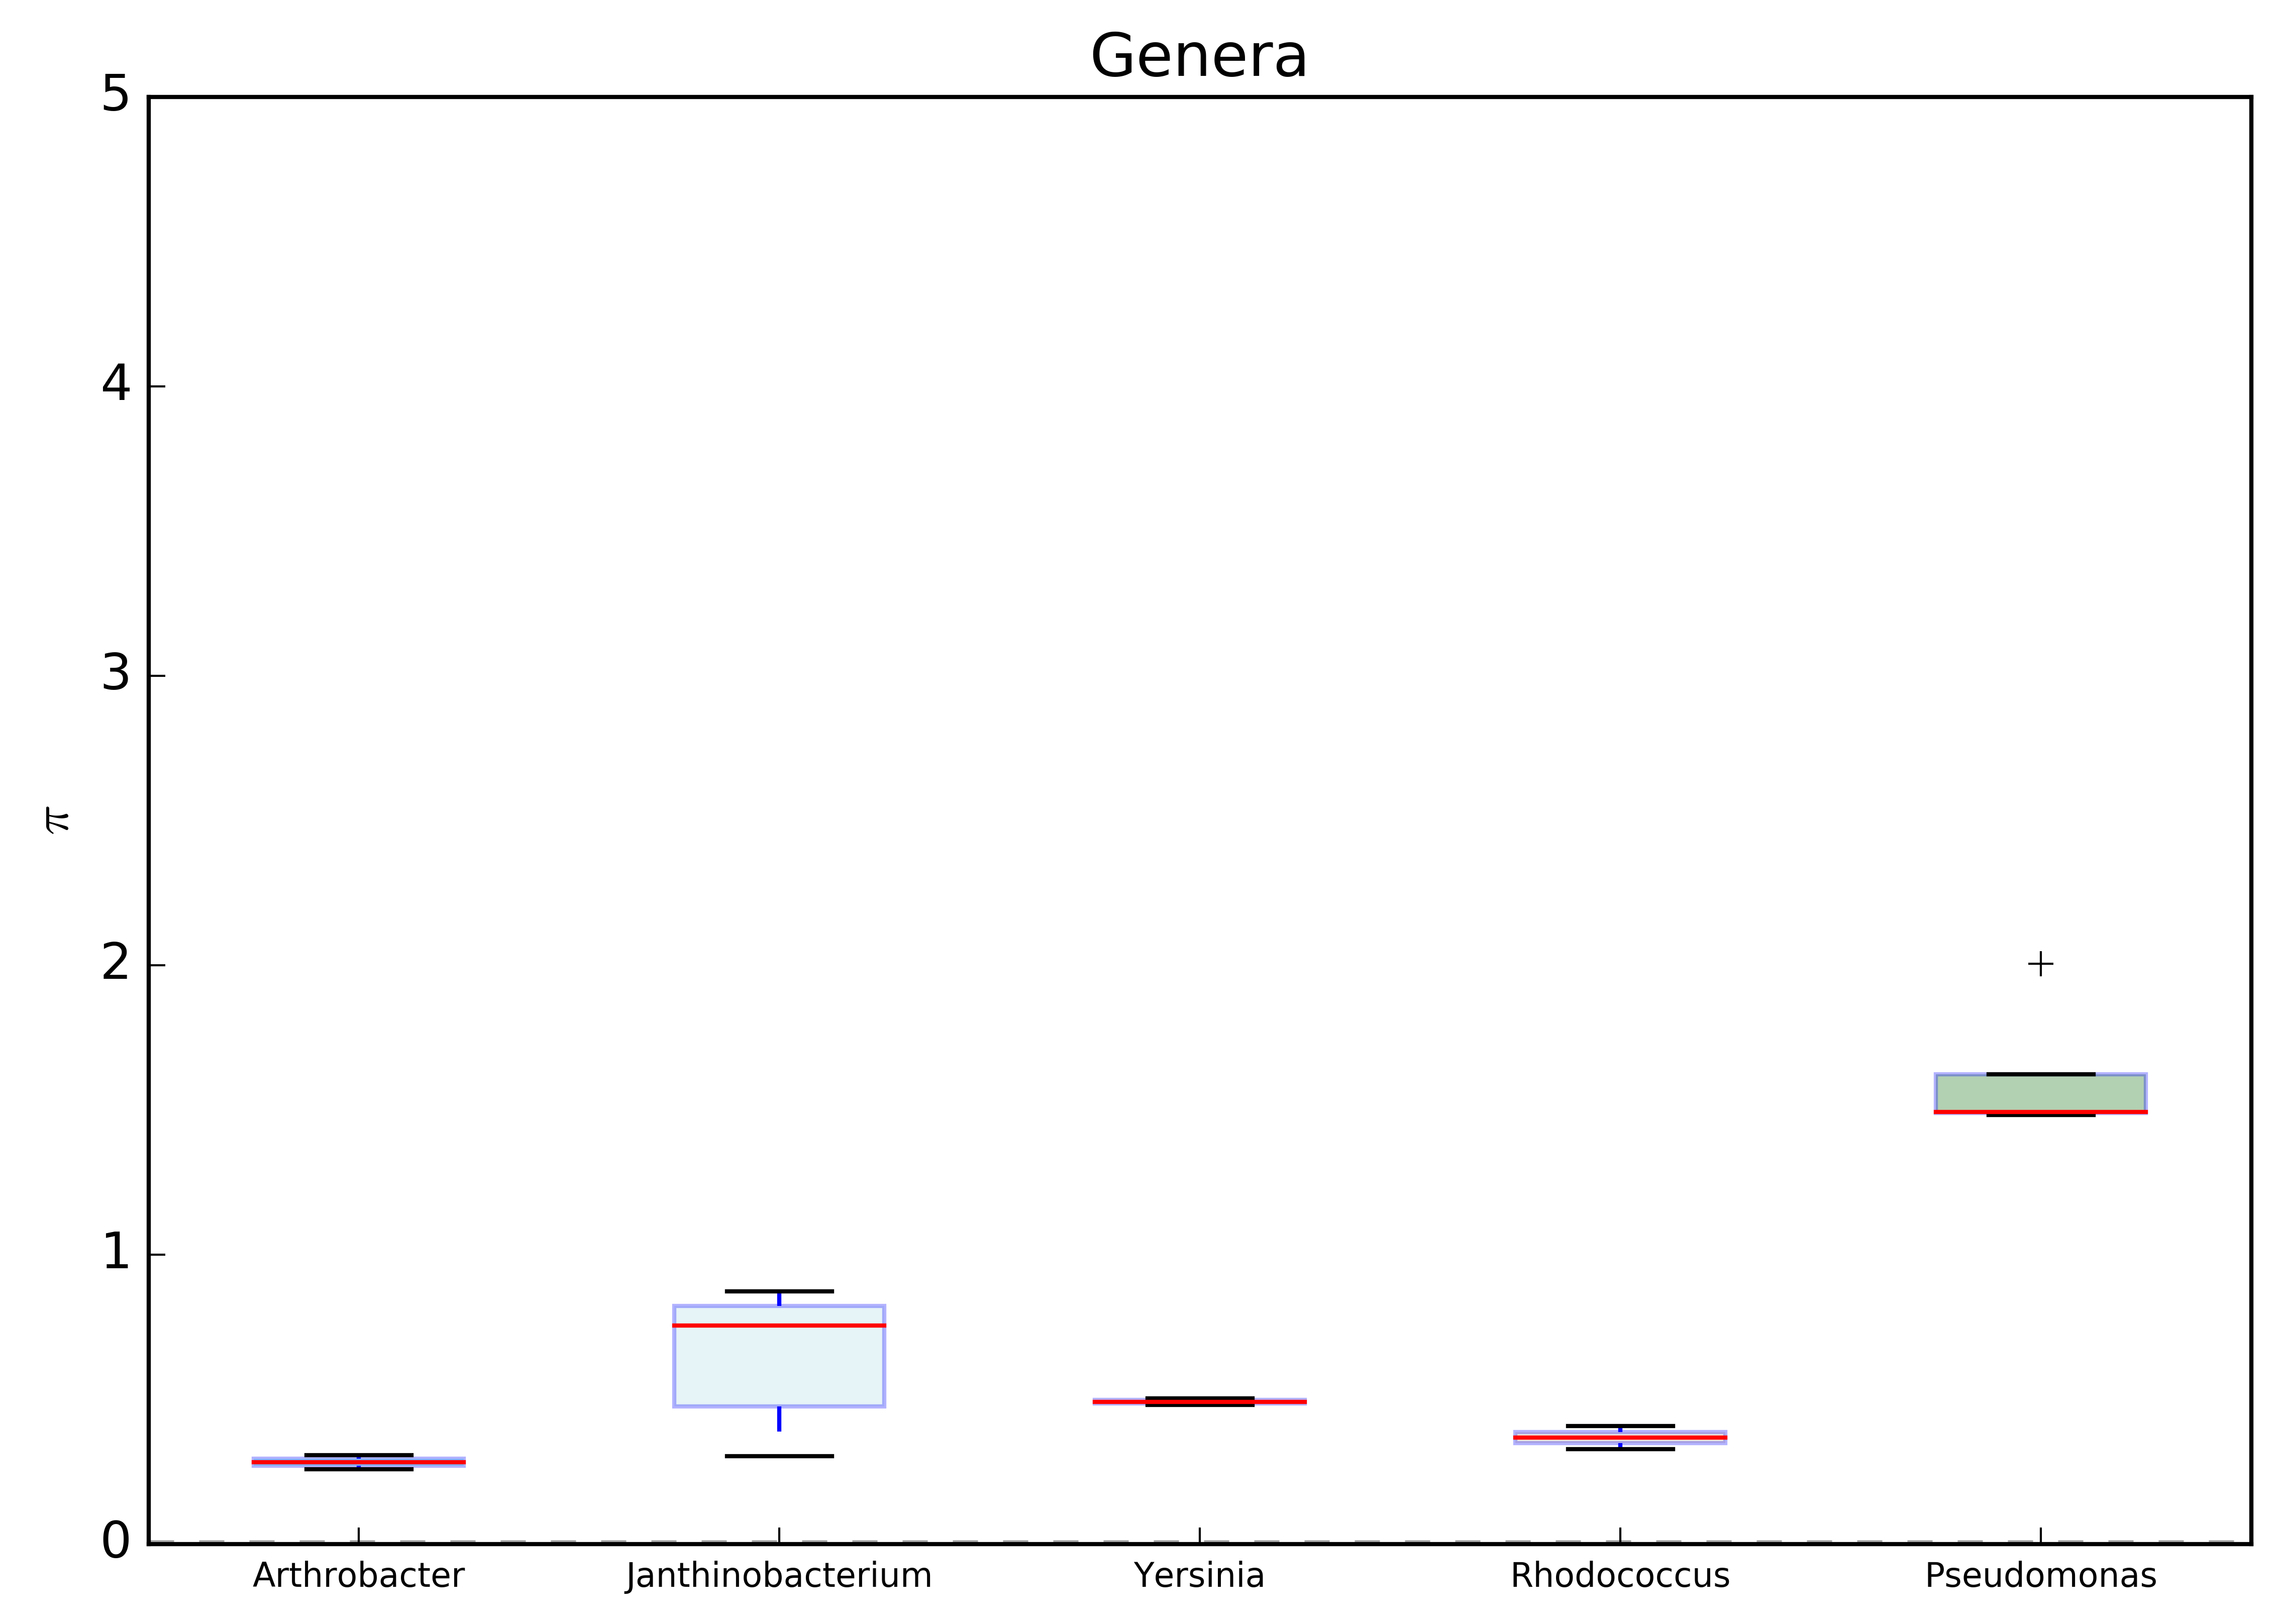 Genera
5
4
3
2
1
0
π
Arthrobacter Janthinobacterium Yersinia Rhodococcus Pseudomonas